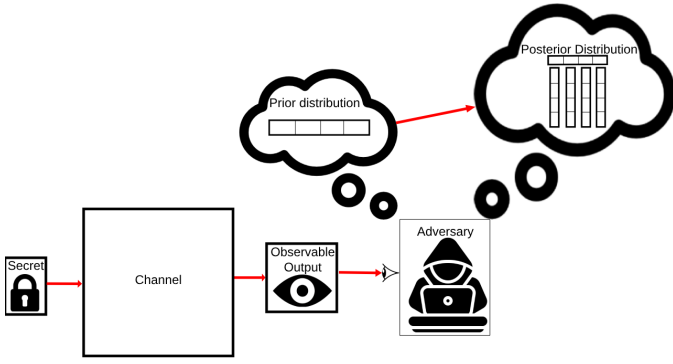 Posterior Distribution
Prior distribution
Adversary
Secret
Channel
Observable
Output